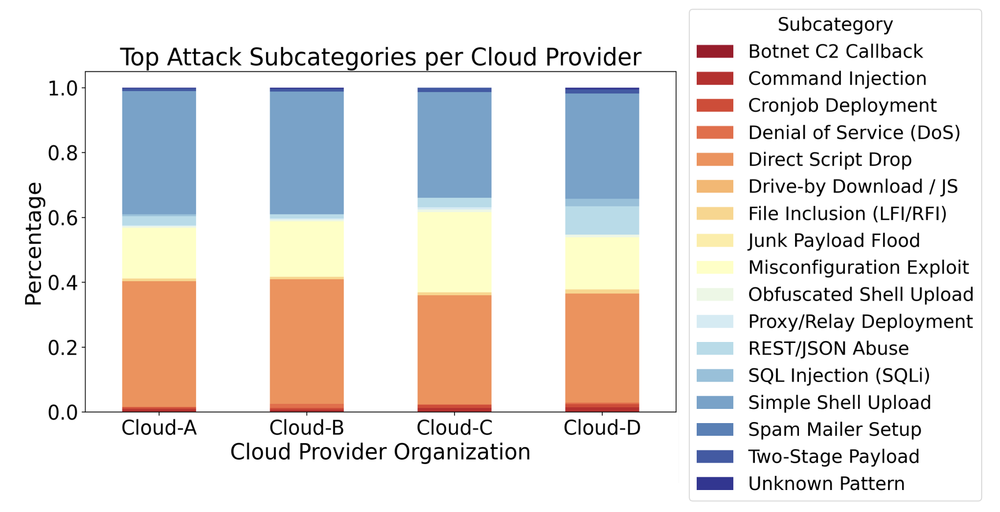 Top Attack Subcategories per Cloud Provider
Percentage
1.0
0.8
0.6
0.4
0.2
0.0
Cloud-A
Cloud-B
Cloud-C
Cloud-D
Cloud Provider Organization
Subcategory
Botnet C2 Callback
Command Injection
Cronjob Deployment
Denial of Service (DoS)
Direct Script Drop
Drive-by Download / JS
File Inclusion (LFI/RFI)
Junk Payload Flood
Misconfiguration Exploit
Obfuscated Shell Upload
Proxy/Relay Deployment
REST/JSON Abuse
SQL Injection (SQLi)
Simple Shell Upload
Spam Mailer Setup
Two-Stage Payload
Unknown Pattern